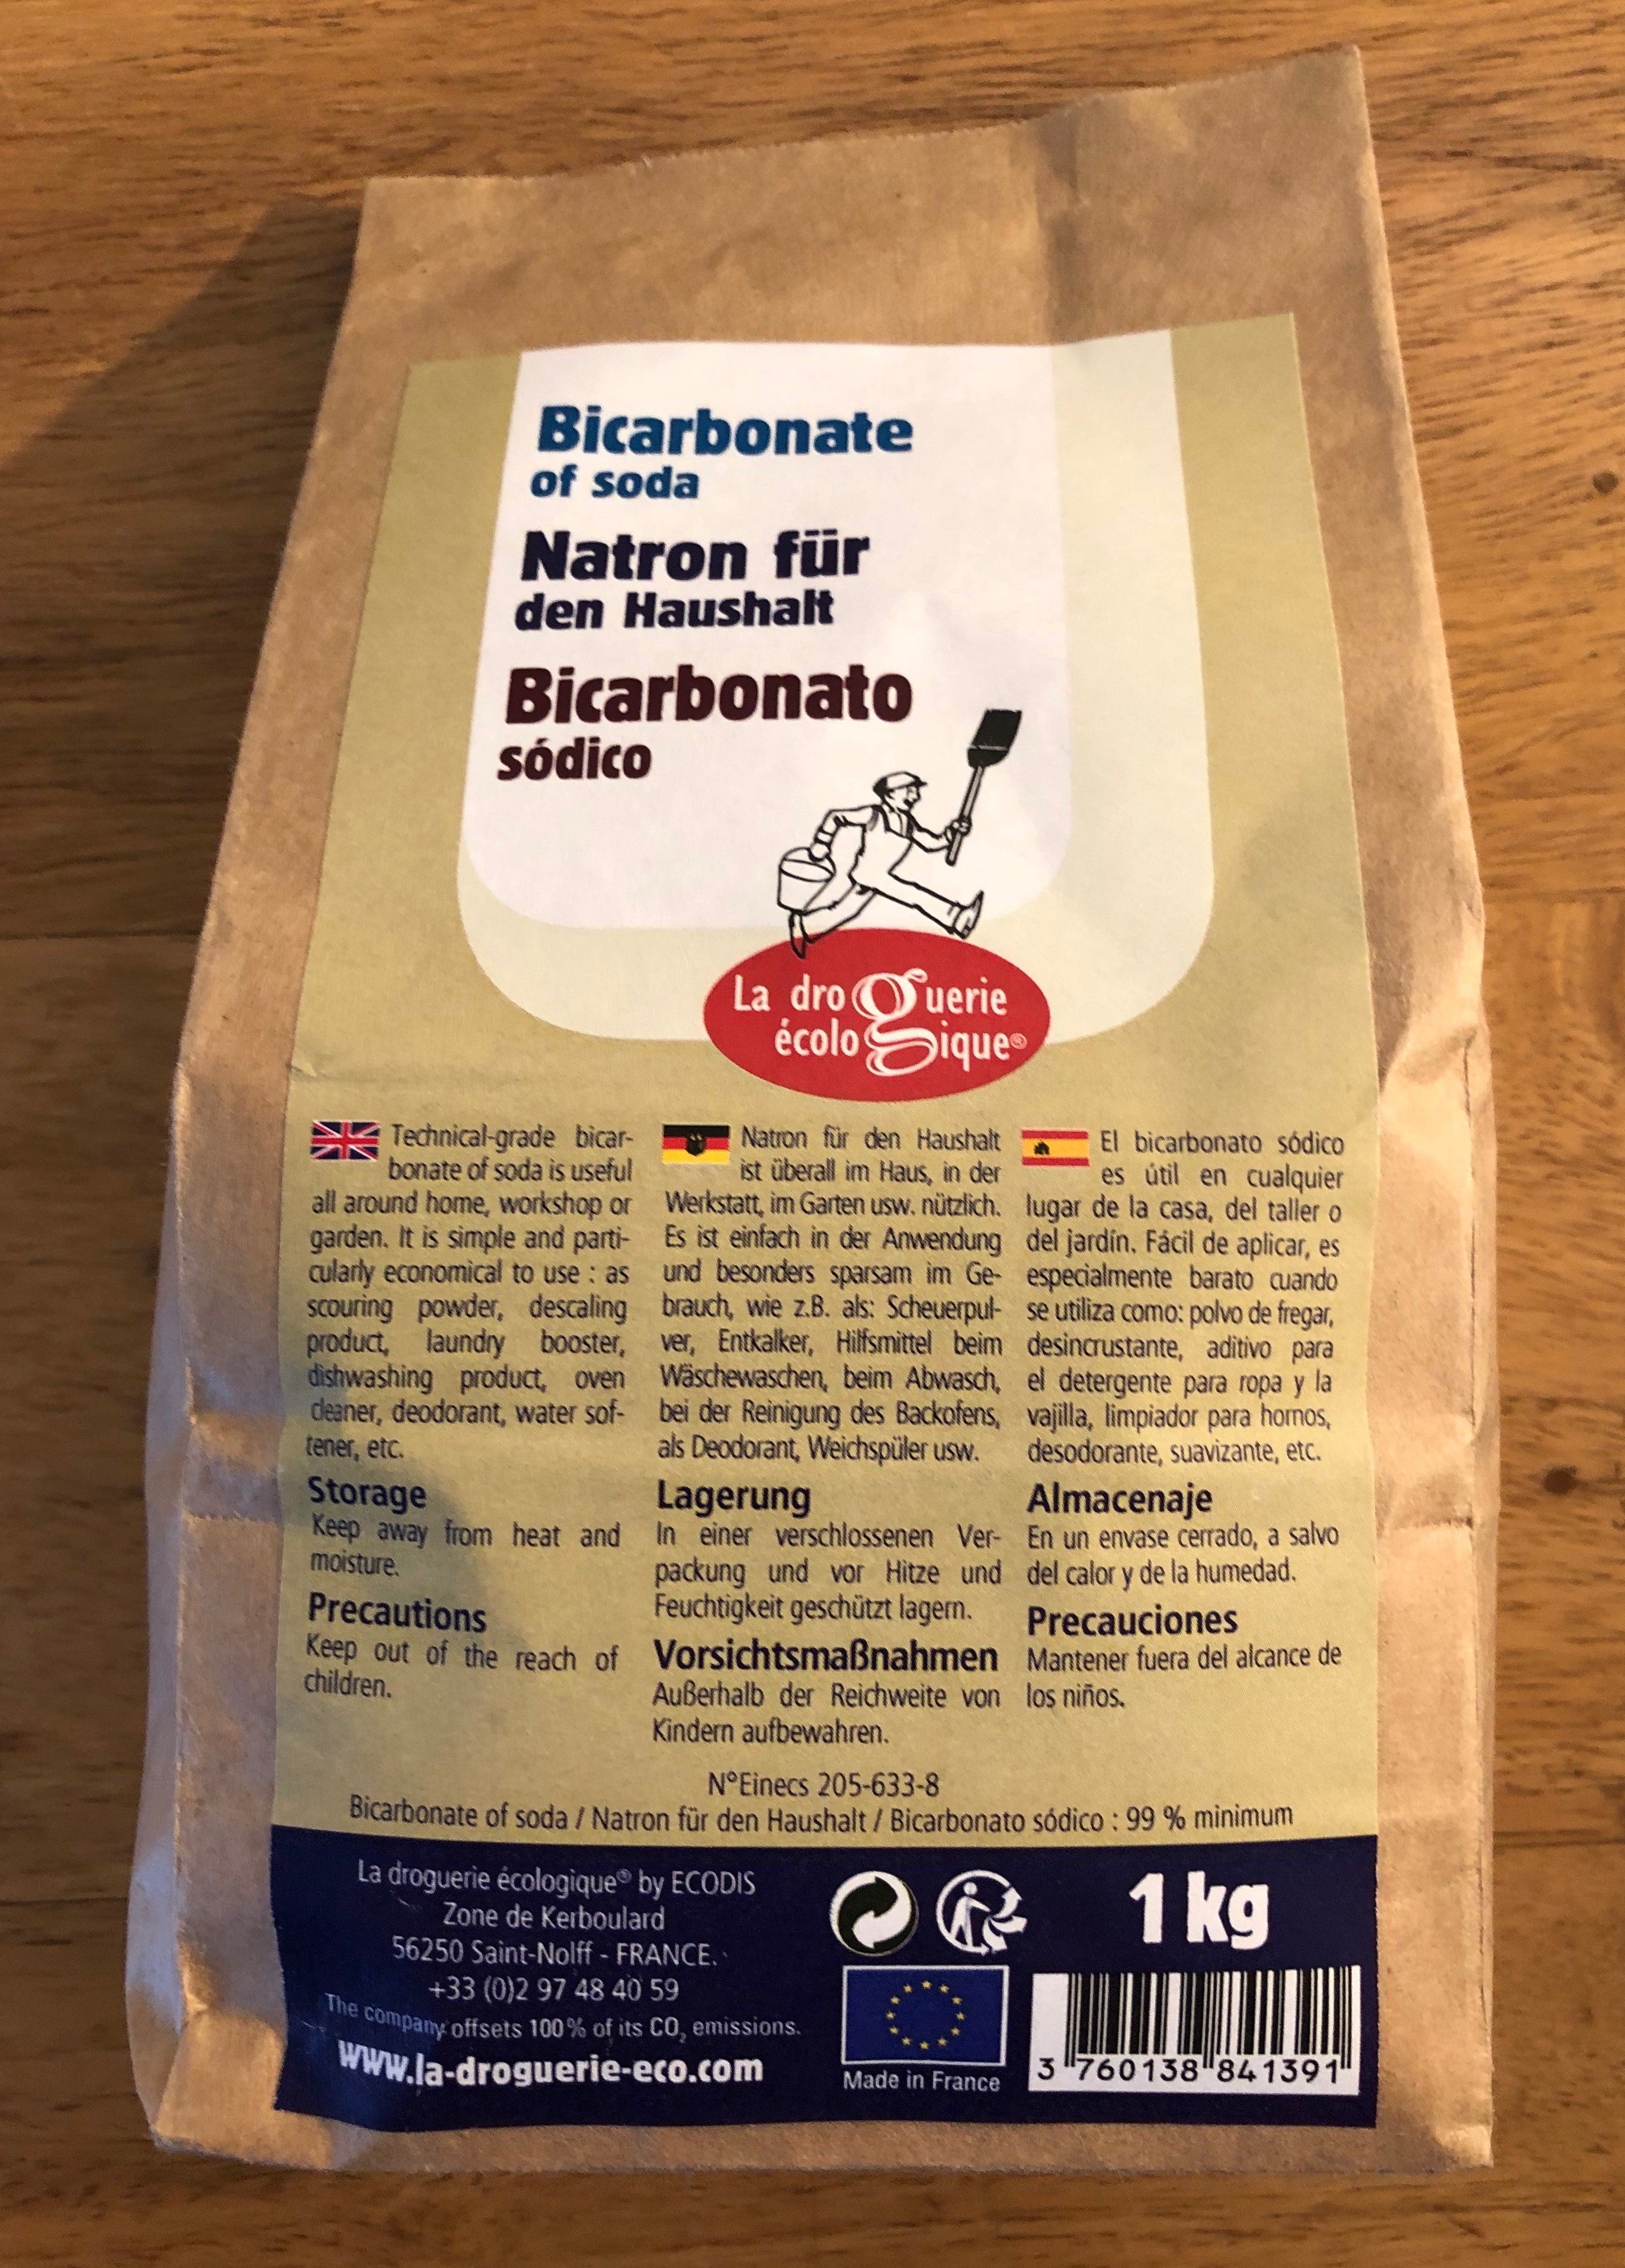 Bicarbonate
of soda
Natron für
den Haushalt
Bicarbonato
sódico
La droguerie
écologique®
Technical-grade bicar-
bonate of soda is useful
all around home, workshop or
garden. It is simple and parti-
cularly economical to use : as
scouring powder, descaling
product, laundry booster,
dishwashing product, oven
cleaner, deodorant, water sof-
tener, etc.
Storage
Keep away from heat and
moisture.
Precautions
Keep out of the reach of
children.
Natron für den Haushalt
ist überall im Haus, in der
Werkstatt, im Garten usw. nützlich.
Es ist einfach in der Anwendung
und besonders sparsam im Ge-
brauch, wie z.B. als: Scheuerpul-
ver, Entkalker, Hilfsmittel beim
Wäschewaschen, beim Abwasch,
bei der Reinigung des Backofens,
als Deodorant, Weichspüler usw.
Lagerung
In einer verschlossenen Ver-
packung und vor Hitze und
Feuchtigkeit geschützt lagern.
Vorsichtsmaßnahmen
Außerhalb der Reichweite von
Kindern aufbewahren.
El bicarbonato sódico
es útil en cualquier
lugar de la casa, del taller o
del jardín. Fácil de aplicar, es
especialmente barato cuando
se utiliza como: polvo de fregar,
desincrustante, aditivo para
el detergente para ropa y la
vajilla, limpiador para hornos,
desodorante, suavizante, etc.
Almacenaje
En un envase cerrado, a salvo
del calor y de la humedad.
Precauciones
Mantener fuera del alcance de
los niños.
N°Einecs 205-633-8
Bicarbonate of soda / Natron für den Haushalt / Bicarbonato sódico : 99 % minimum
La droguerie écologique® by ECODIS
Zone de Kerboulard
56250 Saint-Nolff - FRANCE.
+33 (0)2 97 48 40 59
The company offsets 100% of its CO₂ emissions.
www.la-droguerie-eco.com
Made in France
1 kg
3 760138 841391